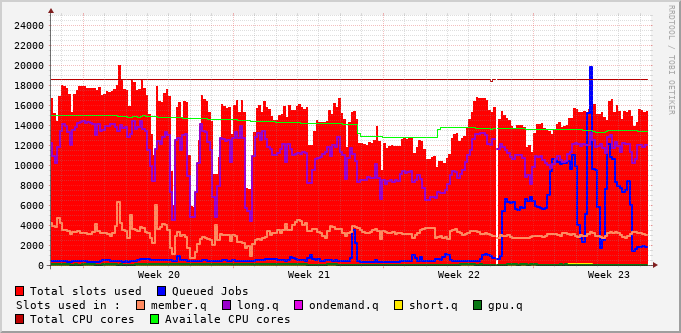 24000
22000
20000
18000
16000
14000
12000
10000
8000
6000
4000
2000
0
Week 20 Week 21 Week 22 Week 23
Total slots used Queued Jobs
Slots used in : member.q long.q ondemand.q short.q gpu.q
Total CPU cores Availale CPU cores
RRDTOOL / TOBI OETIKER